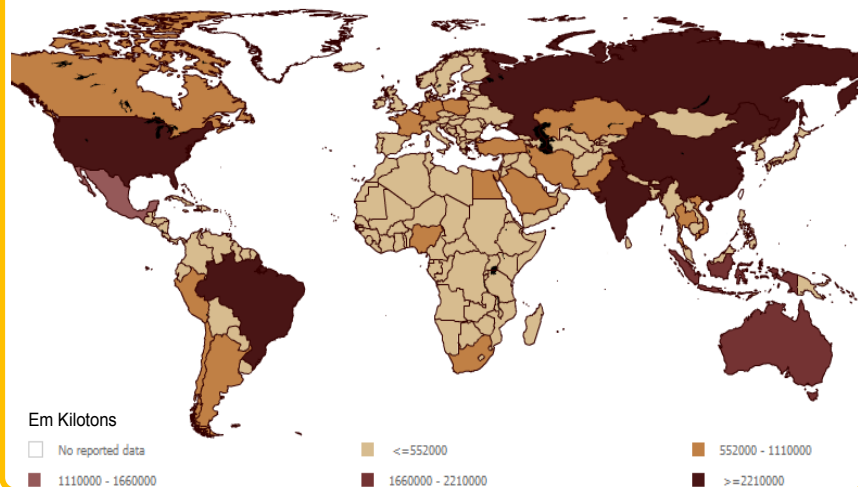 Em Kilotons
No reported data
<=552000
552000 - 1110000
1110000 - 1660000
1660000 - 2210000
>=2210000